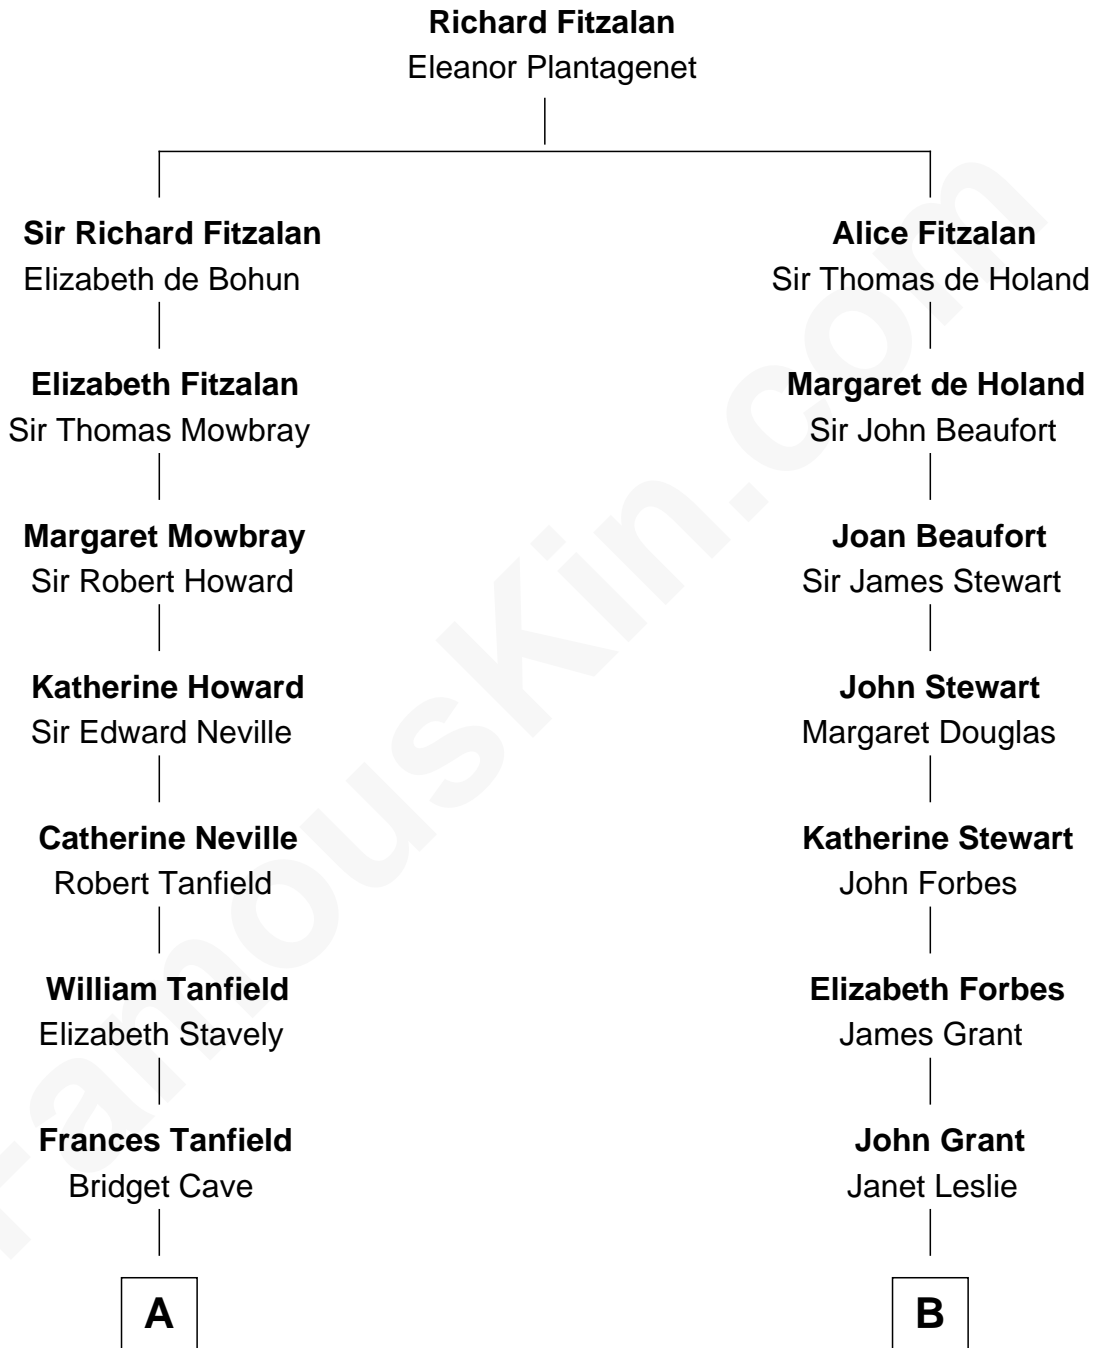 Richard Fitzalan
Eleanor Plantagenet
Sir Richard Fitzalan
Elizabeth de Bohun
Alice Fitzalan
Sir Thomas de Holand
Elizabeth Fitzalan
Sir Thomas Mowbray
Margaret de Holand
Sir John Beaufort
Margaret Mowbray
Sir Robert Howard
Joan Beaufort
Sir James Stewart
Katherine Howard
Sir Edward Neville
John Stewart
Margaret Douglas
Catherine Neville
Robert Tanfield
Katherine Stewart
John Forbes
William Tanfield
Elizabeth Stavely
Elizabeth Forbes
James Grant
Frances Tanfield
Bridget Cave
John Grant
Janet Leslie
A
B
FamousKin.com